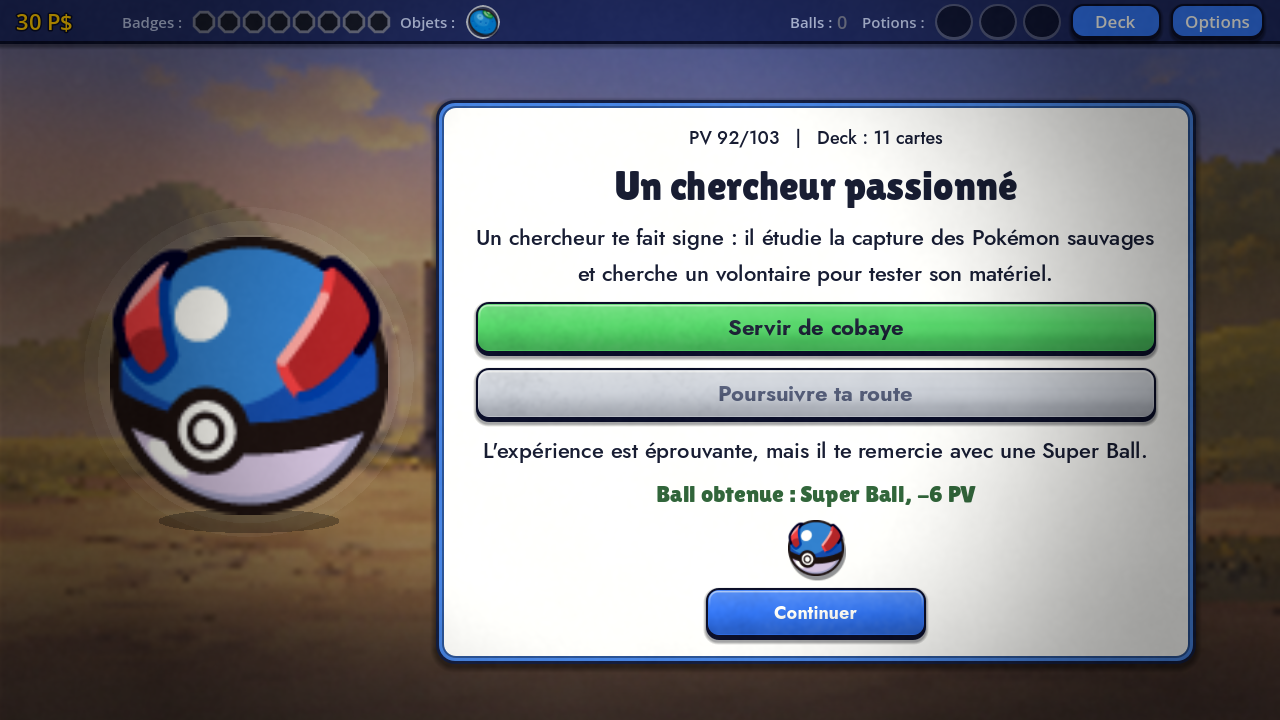 30 P$ Badges : Objets : Balls : 0 Potions : Deck Options
PV 92/103 | Deck : 11 cartes
Un chercheur passionné
Un chercheur te fait signe : il étudie la capture des Pokémon sauvages
et cherche un volontaire pour tester son matériel.
Servir de cobaye
Poursuivre ta route
L'expérience est éprouvante, mais il te remercie avec une Super Ball.
Ball obtenue : Super Ball, −6 PV
Continuer